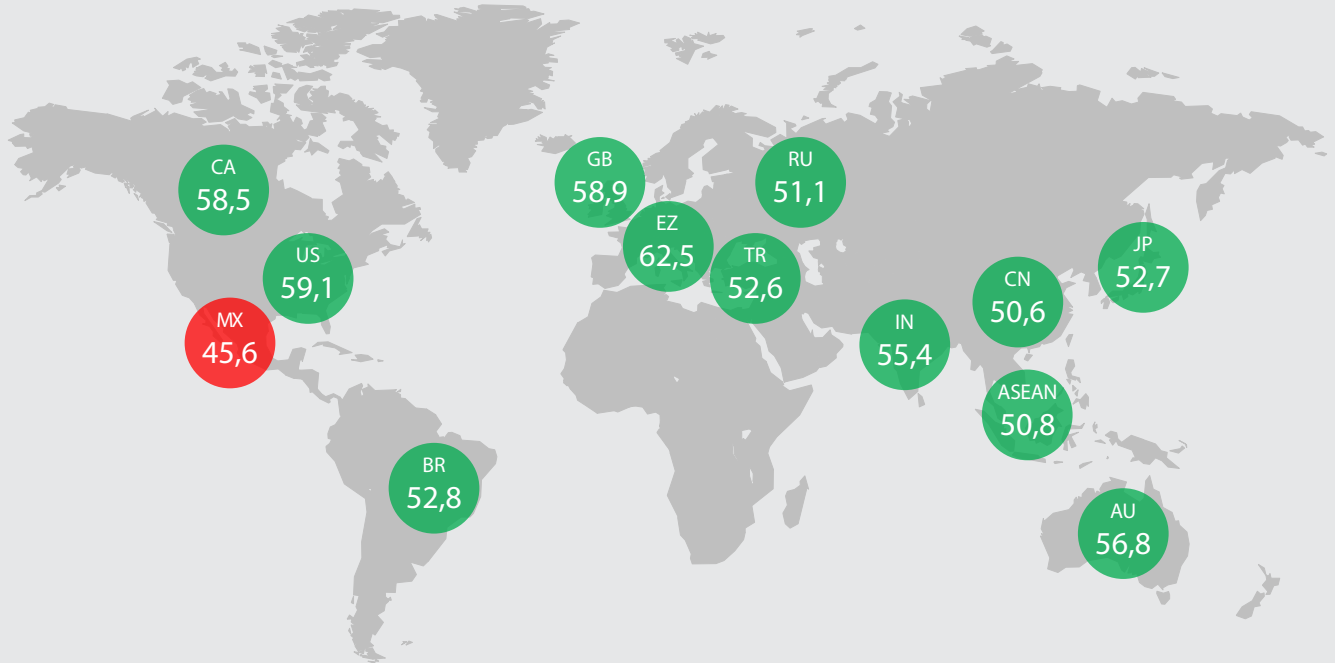 CA
58,5
US
59,1
MX
45,6
BR
52,8
GB
58,9
EZ
62,5
RU
51,1
TR
52,6
IN
55,4
CN
50,6
JP
52,7
ASEAN
50,8
AU
56,8